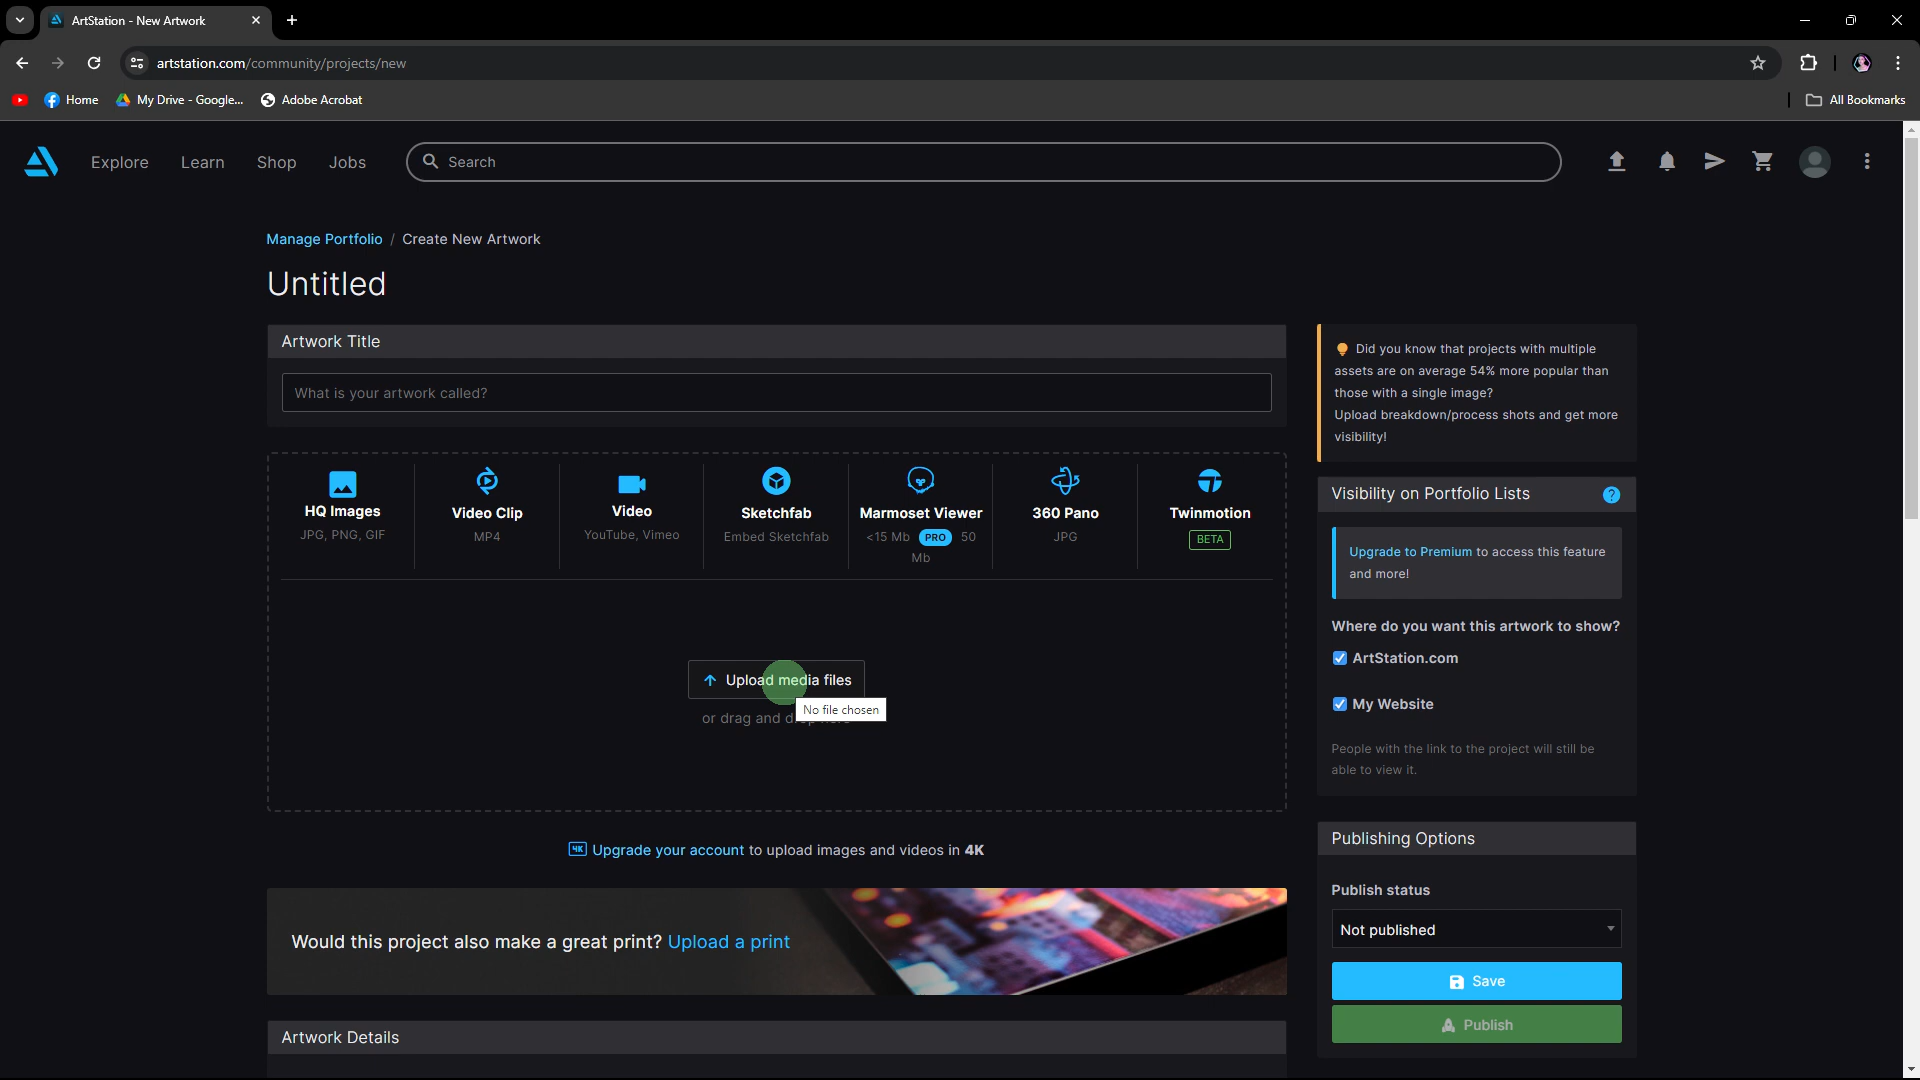 ArtStation - New Artwork
artstation.com/community/projects/new
Home
My Drive - Google...
Adobe Acrobat
All Bookmarks
Explore
Learn
Shop
Jobs
Search
Manage Portfolio / Create New Artwork
Untitled
Artwork Title
What is your artwork called?
HQ Images
JPG, PNG, GIF
Video Clip
MP4
Video
YouTube, Vimeo
Sketchfab
Embed Sketchfab
Marmoset Viewer
<15 Mb PRO 50
Mb
360 Pano
JPG
Twinmotion
BETA
Upload media files
No file chosen
or drag and
4K Upgrade your account to upload images and videos in 4K
Would this project also make a great print? Upload a print
Artwork Details
Did you know that projects with multiple
assets are on average 54% more popular than
those with a single image?
Upload breakdown/process shots and get more
visibility!
Visibility on Portfolio Lists
?
Upgrade to Premium to access this feature
and more!
Where do you want this artwork to show?
ArtStation.com
My Website
People with the link to the project will still be
able to view it.
Publishing Options
Publish status
Not published
Save
Publish